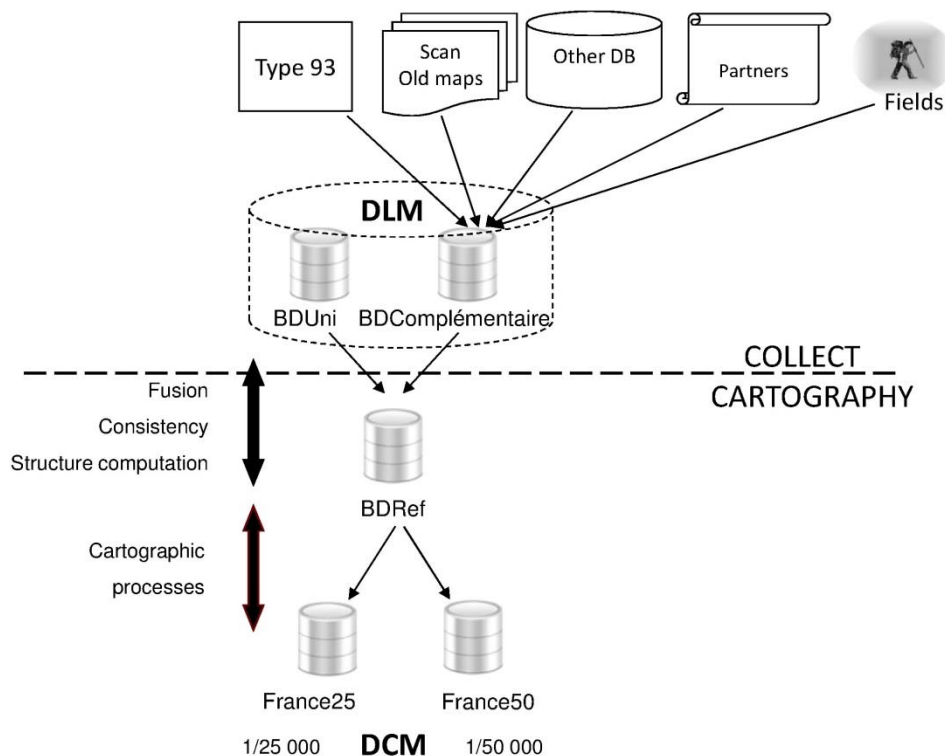 Type 93
Scan
Old maps
Other DB
Partners
Fields
DLM
BDUni
BDComplémentaire
COLLECT
CARTOGRAPHY
Fusion
Consistency
Structure computation
BDRef
Cartographic
processes
France25
France50
1/25 000
DCM
1/50 000